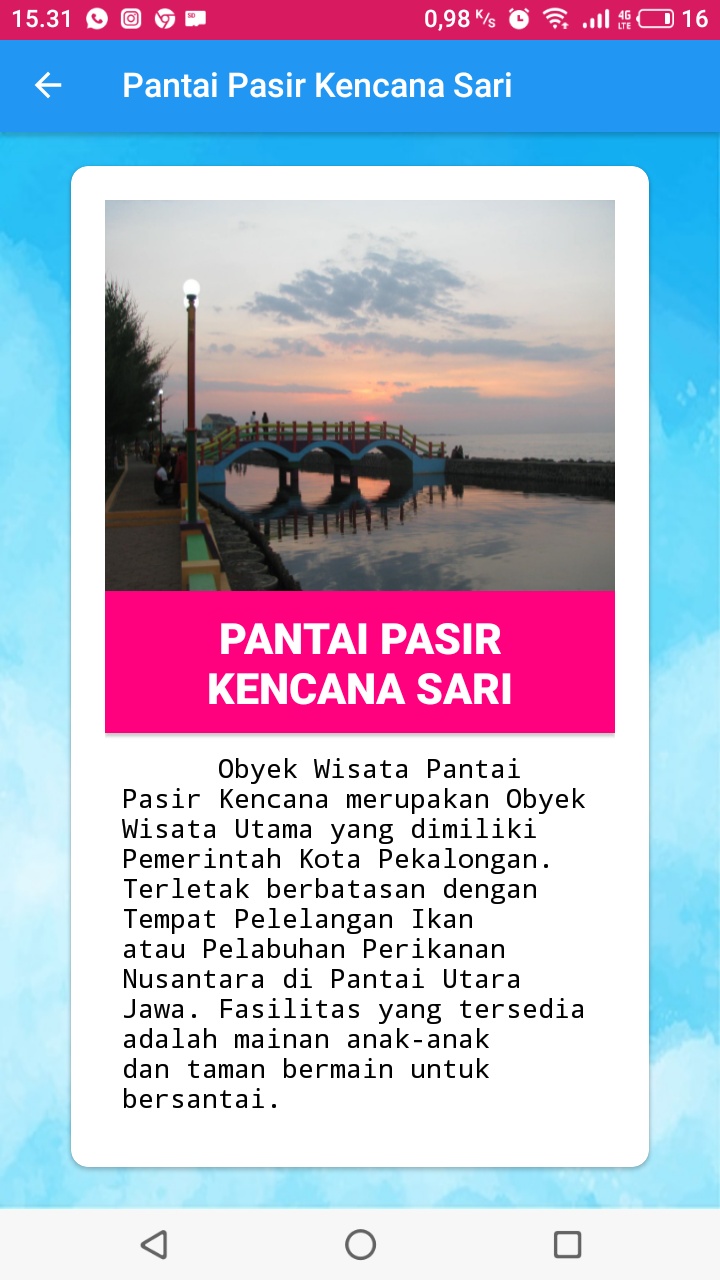 15.31
0,98 K/s 4G LTE 16
Pantai Pasir Kencana Sari
PANTAI PASIR
KENCANA SARI
Obyek Wisata Pantai
Pasir Kencana merupakan Obyek
Wisata Utama yang dimiliki
Pemerintah Kota Pekalongan.
Terletak berbatasan dengan
Tempat Pelelangan Ikan
atau Pelabuhan Perikanan
Nusantara di Pantai Utara
Jawa. Fasilitas yang tersedia
adalah mainan anak-anak
dan taman bermain untuk
bersantai.